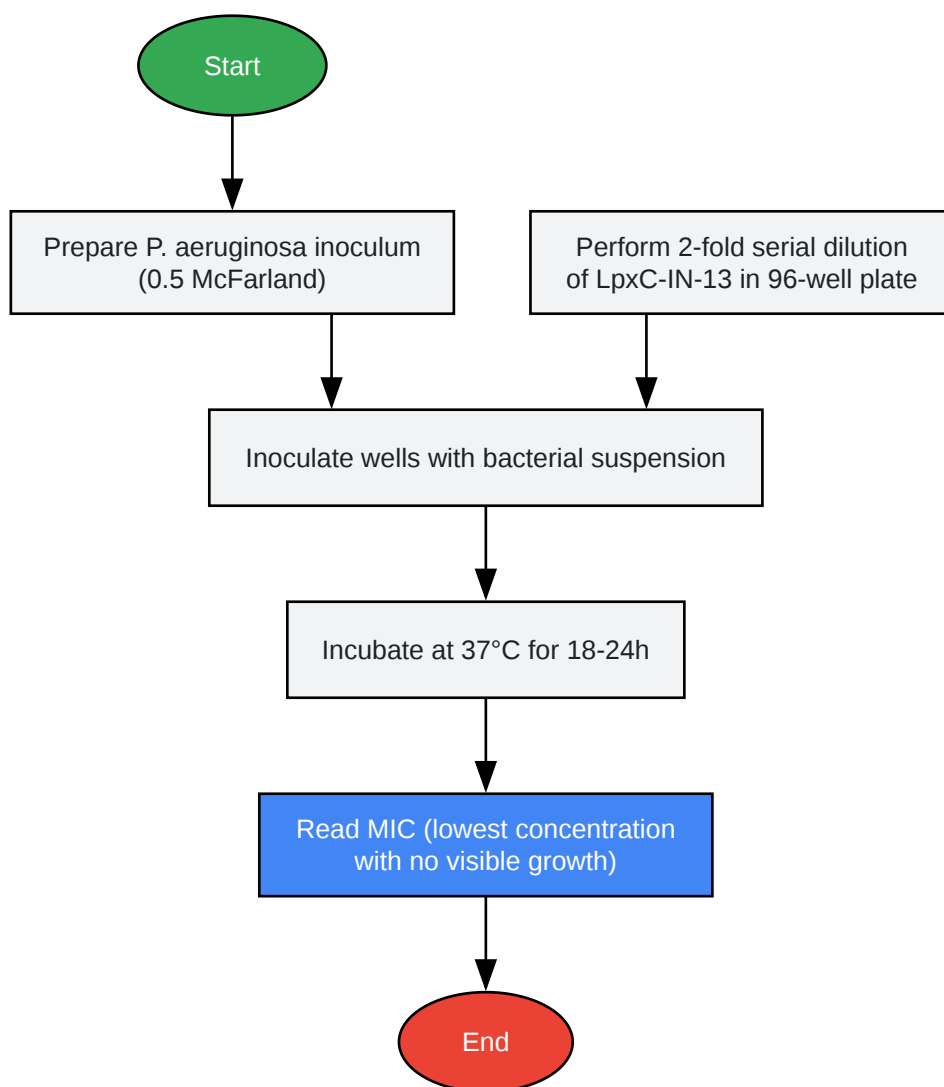 Start
Prepare P. aeruginosa inoculum
(0.5 McFarland)
Perform 2-fold serial dilution
of LpxC-IN-13 in 96-well plate
Inoculate wells with bacterial suspension
Incubate at 37°C for 18-24h
Read MIC (lowest concentration
with no visible growth)
End